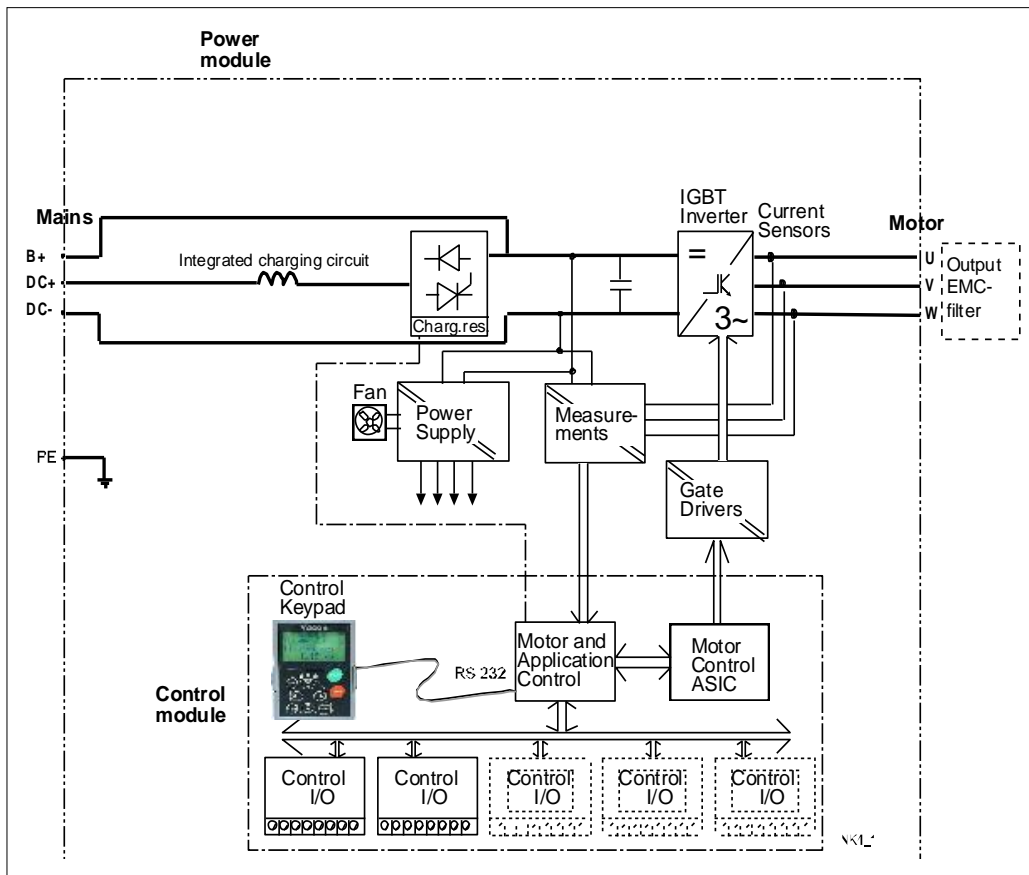 Power
module
Mains
B+
DC+
DC-
PE
Integrated charging circuit
Charg.res
IGBT
Inverter
=
3~
Current
Sensors
Motor
U
V
W
Output
EMC-
filter
Fan
Power
Supply
Measure-
ments
Gate
Drivers
Control
Keypad
RS 232
Motor and
Application
Control
Motor
Control
ASIC
Control
module
Control
I/O
Control
I/O
Control
I/O
Control
I/O
Control
I/O